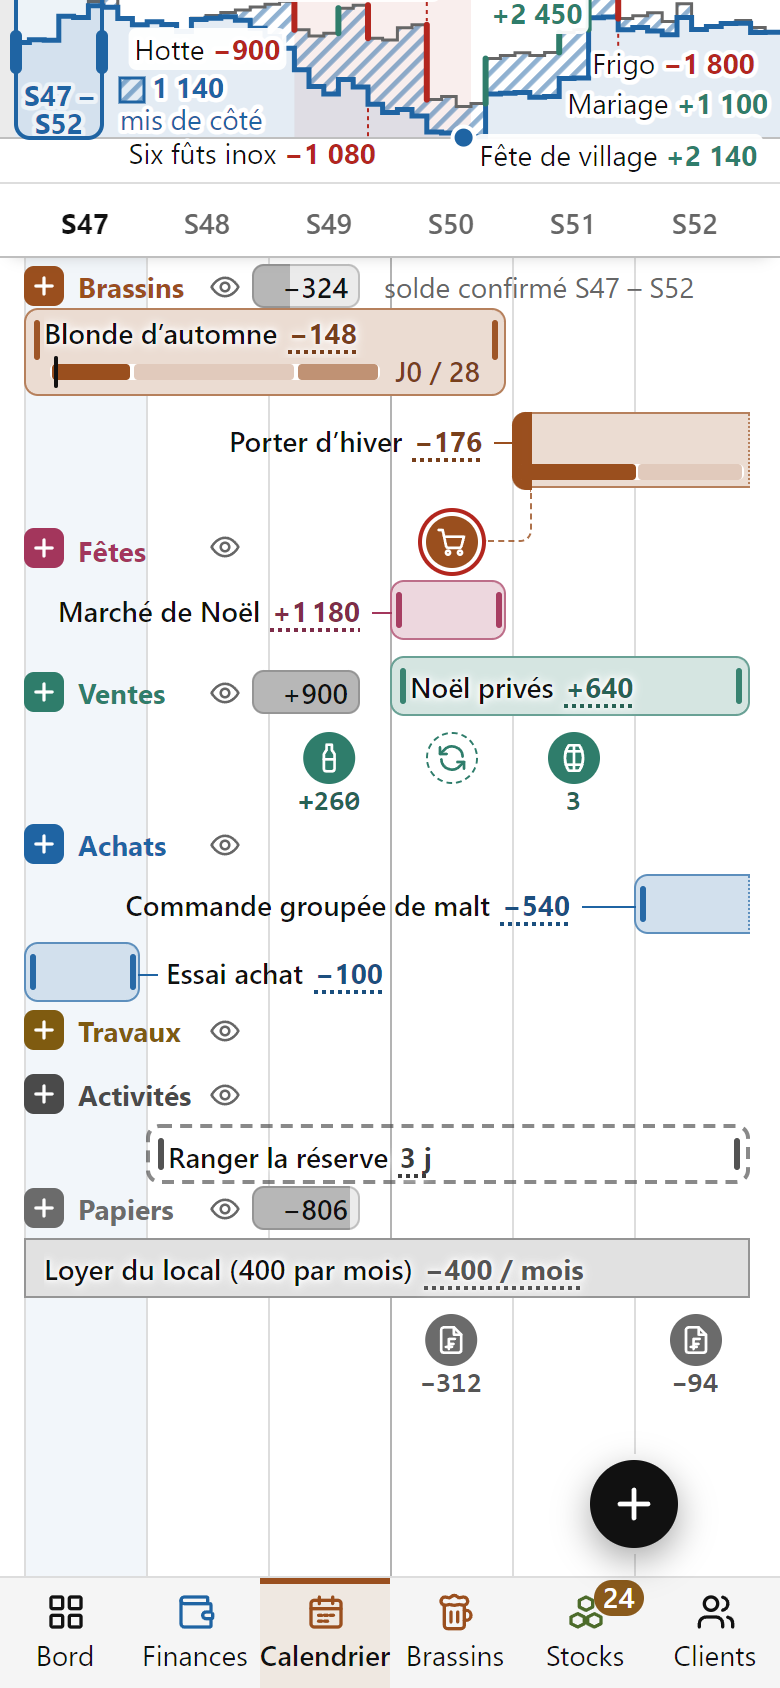 +2 450
Hotte −900
Frigo −1 800
S47 –
S52
1 140
mis de côté
Mariage +1 100
Six fûts inox −1 080
Fête de village +2 140
S47 S48 S49 S50 S51 S52
Brassins −324 solde confirmé S47 – S52
Blonde d’automne −148
J0 / 28
Porter d’hiver −176
Fêtes
Marché de Noël +1 180
Ventes +900
Noël privés +640
+260 3
Achats
Commande groupée de malt −540
Essai achat −100
Travaux
Activités
Ranger la réserve 3 j
Papiers −806
Loyer du local (400 par mois) −400 / mois
−312 −94
24
Bord Finances Calendrier Brassins Stocks Clients